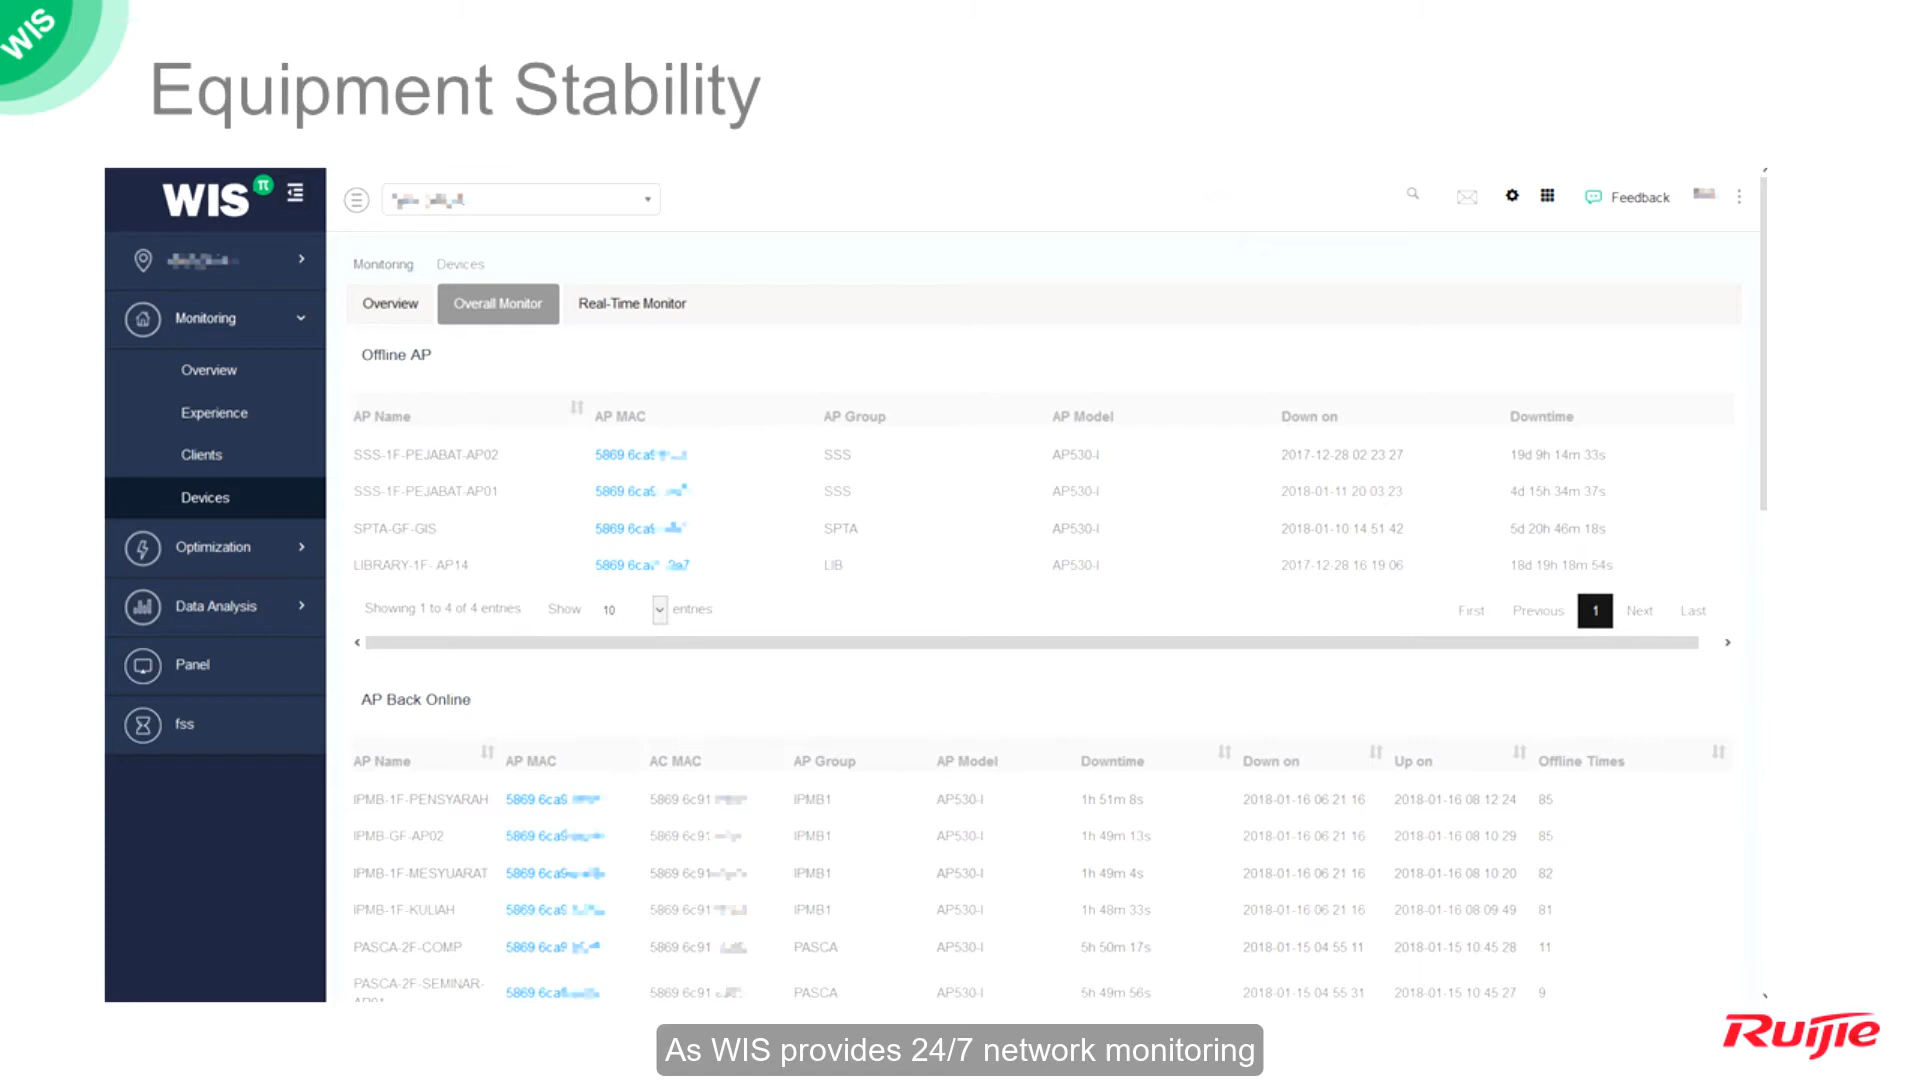 WIS
Equipment Stability
WIS π
Feedback
Monitoring
Overview
Experience
Clients
Devices
Optimization
Data Analysis
Panel
fss
Monitoring Devices
Overview Overall Monitor Real-Time Monitor
Offline AP
AP Name AP MAC AP Group AP Model Down on Downtime
SSS-1F-PEJABAT-AP02 5869 6ca9 SSS AP530-I 2017-12-28 02 23 27 19d 9h 14m 33s
SSS-1F-PEJABAT-AP01 5869 6ca9 SSS AP530-I 2018-01-11 20 03 23 4d 15h 34m 37s
SPTA-GF-GIS 5869 6ca9 SPTA AP530-I 2018-01-10 14 51 42 5d 20h 46m 18s
LIBRARY-1F- AP14 5869 LIB AP530-I 2017-12-28 16 19 06 18d 19h 18m 54s
Showing 1 to 4 of 4 entries Show 10 entries First Previous 1 Next Last
AP Back Online
AP Name AP MAC AC MAC AP Group AP Model Downtime Down on Up on Offline Times
IPMB-1F-PENSYARAH 5869 6ca9 5869 6c91 IPMB1 AP530-I 1h 51m 8s 2018-01-16 06 21 16 2018-01-16 08 12 24 85
IPMB-GF-AP02 5869 6ca9 5869 6c91 IPMB1 AP530-I 1h 49m 13s 2018-01-16 06 21 16 2018-01-16 08 10 29 85
IPMB-1F-MESYUARAT 5869 6ca9 5869 6c91 IPMB1 AP530-I 1h 49m 4s 2018-01-16 06 21 16 2018-01-16 08 10 20 82
IPMB-1F-KULIAH 5869 6ca9 5869 6c91 IPMB1 AP530-I 1h 48m 33s 2018-01-16 06 21 16 2018-01-16 08 09 49 81
PASCA-2F-COMP 5869 6ca9 5869 6c91 PASCA AP530-I 5h 50m 17s 2018-01-15 04 55 11 2018-01-15 10 45 28 11
PASCA-2F-SEMINAR- 5869 6ca9 5869 6c91 PASCA AP530-I 5h 49m 56s 2018-01-15 04 55 31 2018-01-15 10 45 27 9
AP01
As WIS provides 24/7 network monitoring
Ruijie